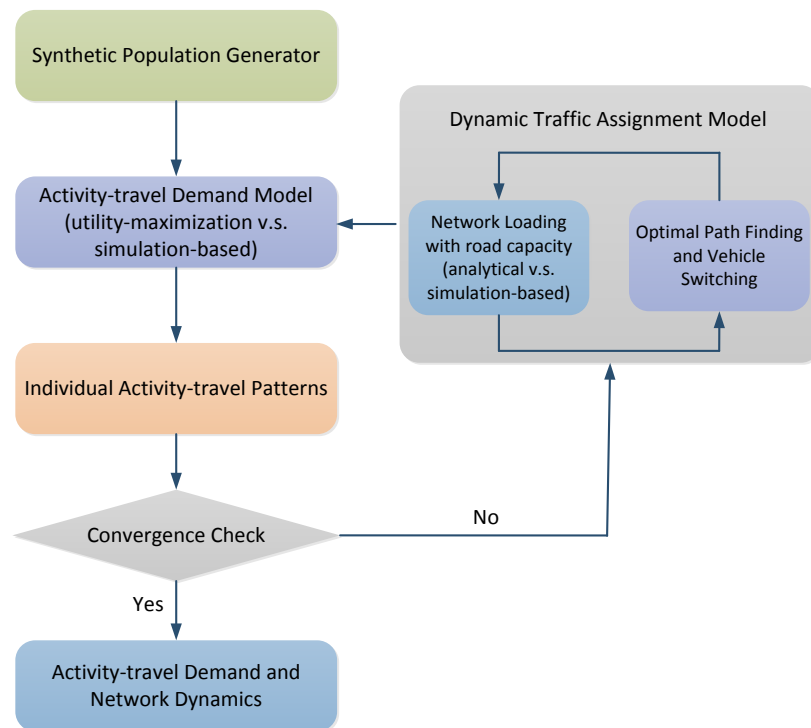 Synthetic Population Generator
Dynamic Traffic Assignment Model
Activity-travel Demand Model
(utility-maximization v.s.
simulation-based)
Network Loading
with road capacity
(analytical v.s.
simulation-based)
Optimal Path Finding
and Vehicle
Switching
Individual Activity-travel Patterns
Convergence Check
No
Yes
Activity-travel Demand and
Network Dynamics